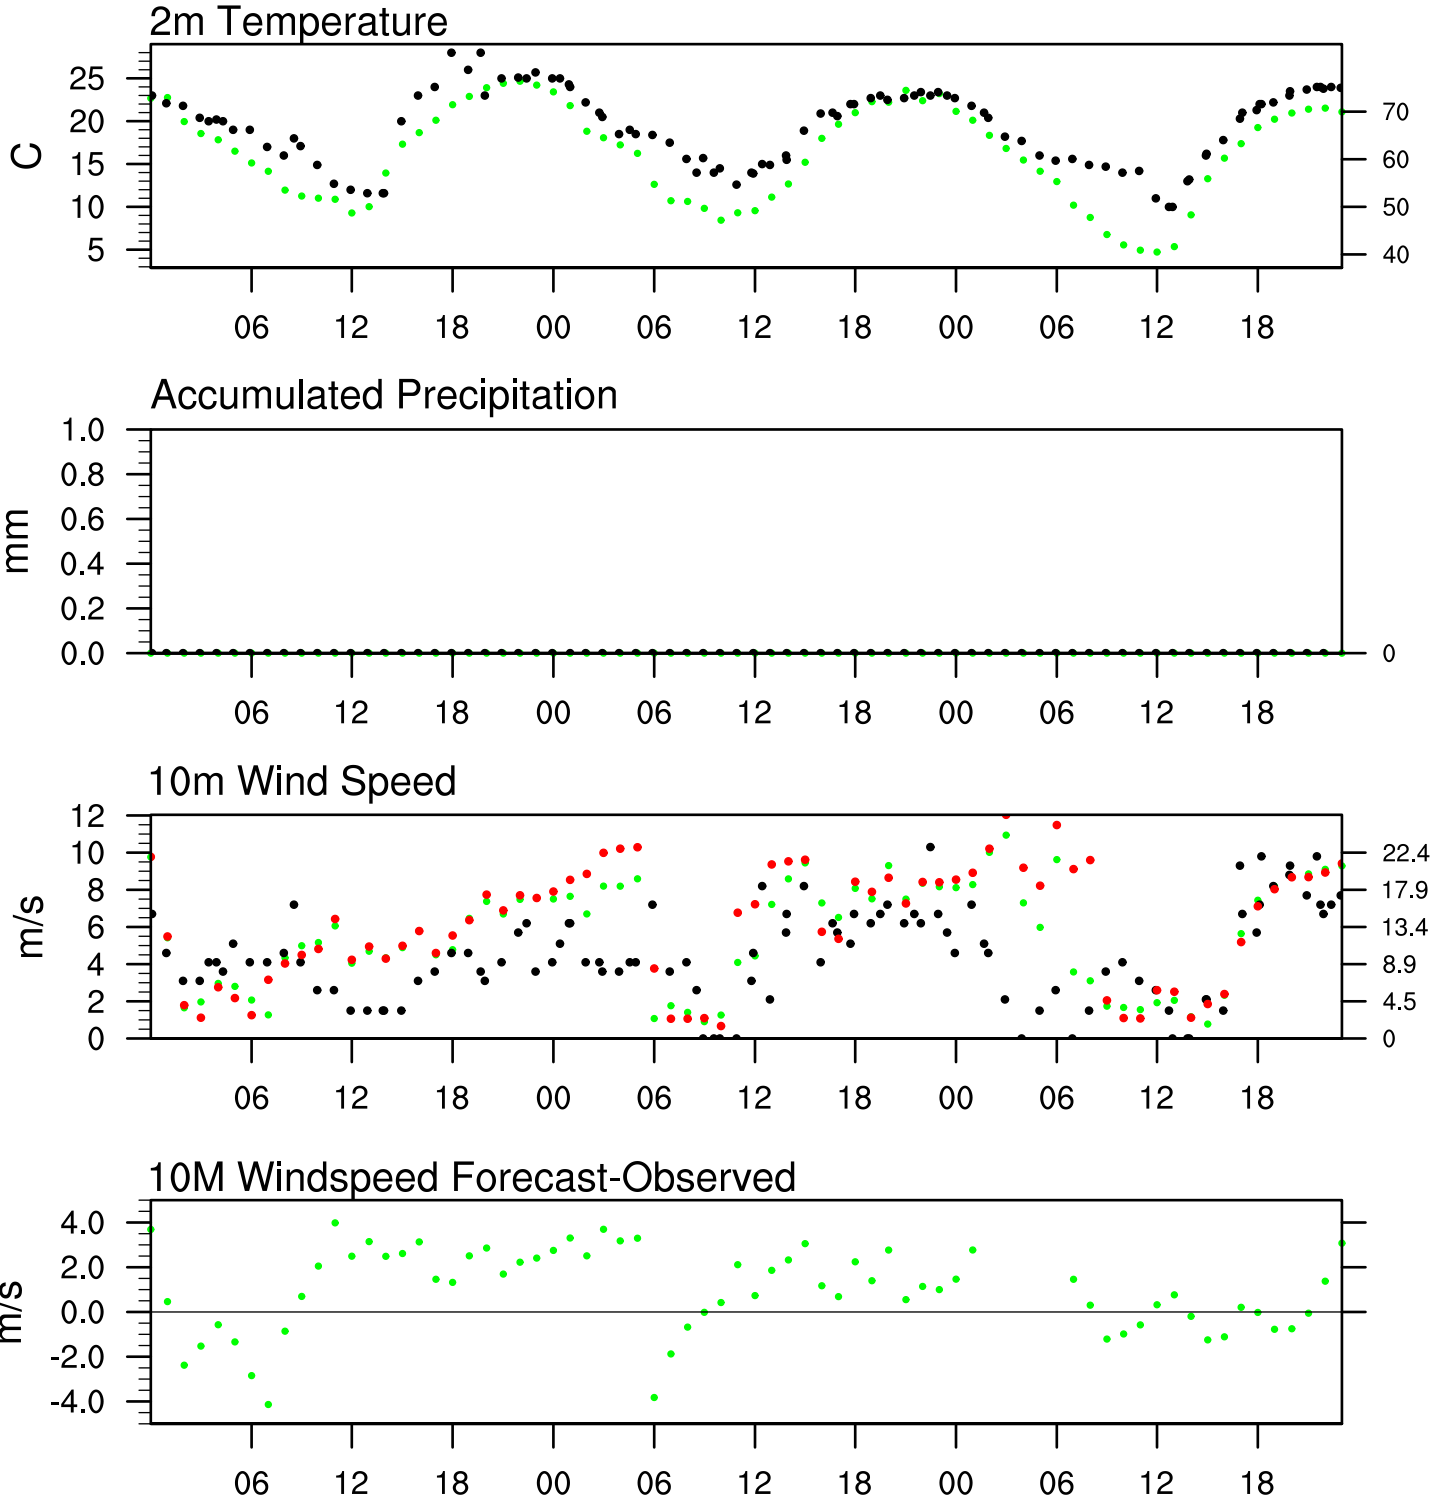 2m Temperature
C
25
20
15
10
5
70
60
50
40
06 12 18 00 06 12 18 00 06 12 18
Accumulated Precipitation
mm
1.0
0.8
0.6
0.4
0.2
0.0
0
06 12 18 00 06 12 18 00 06 12 18
10m Wind Speed
m/s
12
10
8
6
4
2
0
22.4
17.9
13.4
8.9
4.5
0
06 12 18 00 06 12 18 00 06 12 18
10M Windspeed Forecast-Observed
m/s
4.0
2.0
0.0
-2.0
-4.0
06 12 18 00 06 12 18 00 06 12 18